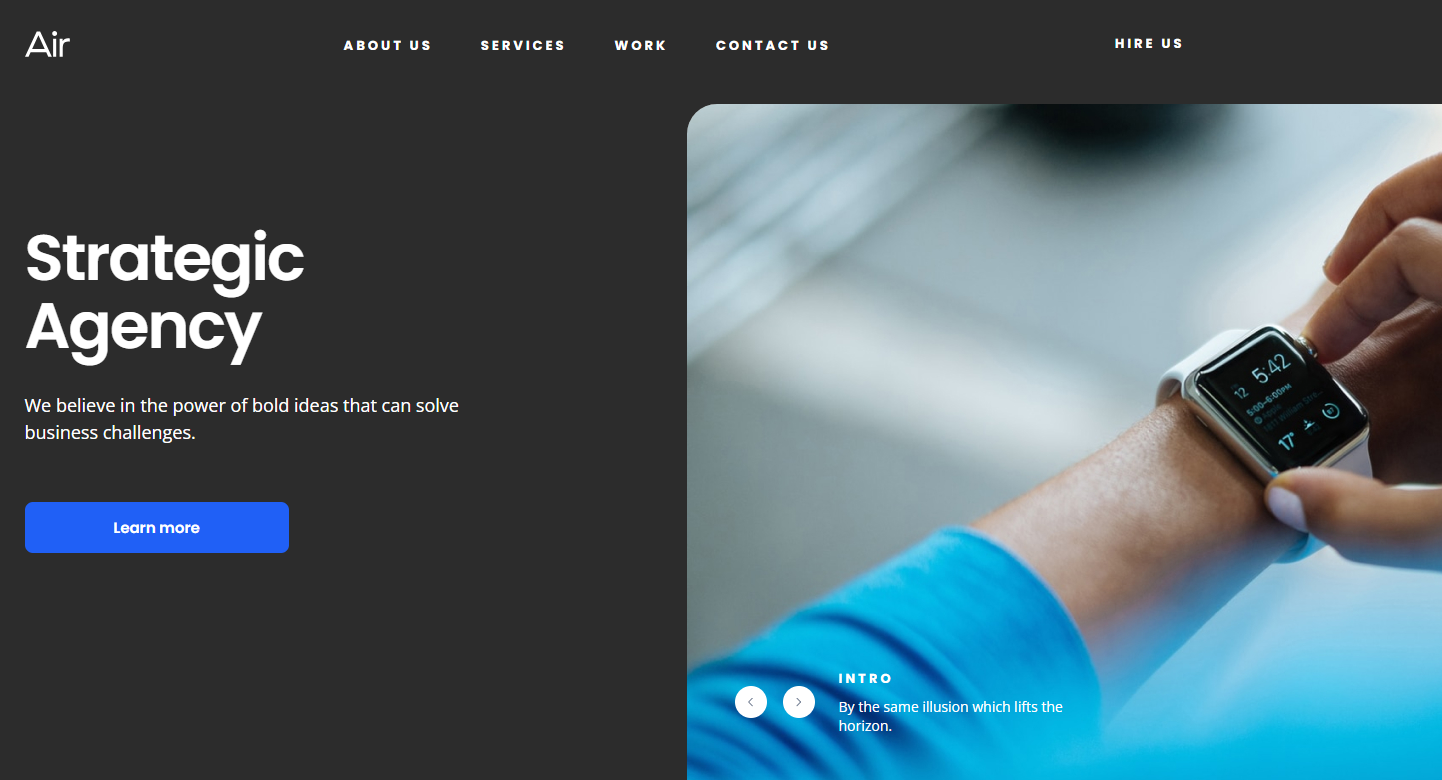 Air
ABOUT US
SERVICES
WORK
CONTACT US
HIRE US
Strategic
Agency
We believe in the power of bold ideas that can solve
business challenges.
Learn more
5:42
12
5:00–6:00PM
Apple
17°
INTRO
By the same illusion which lifts the
horizon.